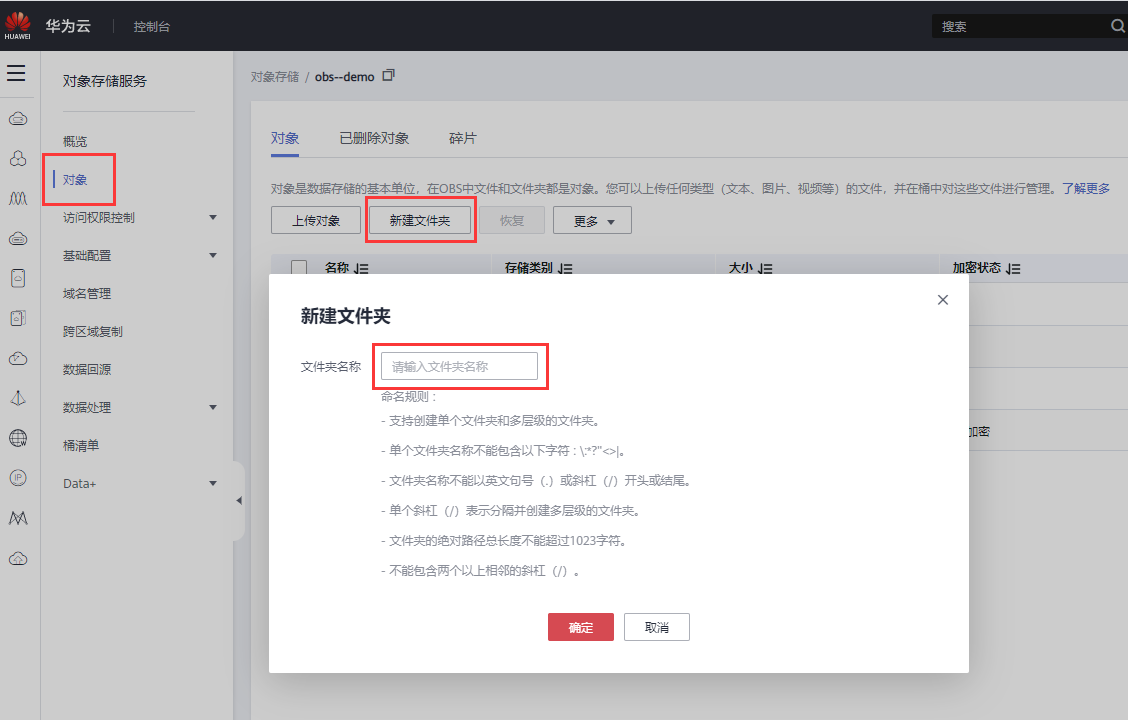 HUAWEI 华为云 控制台 搜索
对象存储服务
概览
对象
访问权限控制
基础配置
域名管理
跨区域复制
数据回源
数据处理
桶清单
Data+
IP
对象存储 / obs--demo
对象 已删除对象 碎片
对象是数据存储的基本单位，在OBS中文件和文件夹都是对象。您可以上传任何类型（文本、图片、视频等）的文件，并在桶中对这些文件进行管理。了解更多
上传对象 新建文件夹 恢复 更多
名称 存储类别 大小 加密状态
加密
新建文件夹
文件夹名称 请输入文件夹名称
命名规则：
- 支持创建单个文件夹和多层级的文件夹。
- 单个文件夹名称不能包含以下字符：\:*?"<>|。
- 文件夹名称不能以英文句号（.）或斜杠（/）开头或结尾。
- 单个斜杠（/）表示分隔并创建多层级的文件夹。
- 文件夹的绝对路径总长度不能超过1023字符。
- 不能包含两个以上相邻的斜杠（/）。
确定 取消